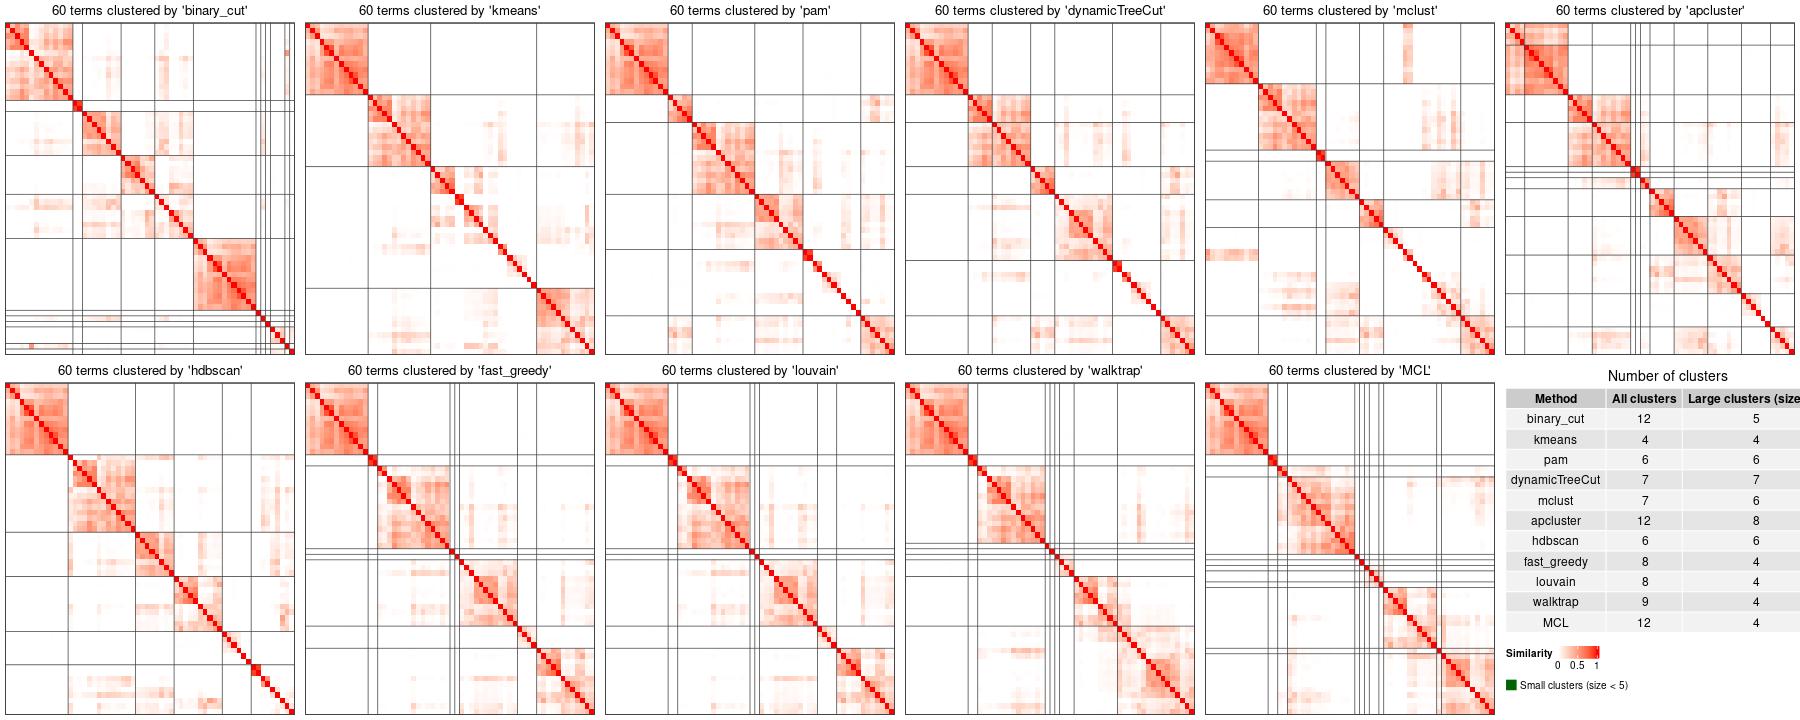 60 terms clustered by 'binary_cut'
60 terms clustered by 'kmeans'
60 terms clustered by 'pam'
60 terms clustered by 'dynamicTreeCut'
60 terms clustered by 'mclust'
60 terms clustered by 'apcluster'
60 terms clustered by 'hdbscan'
60 terms clustered by 'fast_greedy'
60 terms clustered by 'louvain'
60 terms clustered by 'walktrap'
60 terms clustered by 'MCL'
Number of clusters
Method All clusters Large clusters (size
binary_cut 12 5
kmeans 4 4
pam 6 6
dynamicTreeCut 7 7
mclust 7 6
apcluster 12 8
hdbscan 6 6
fast_greedy 8 4
louvain 8 4
walktrap 9 4
MCL 12 4
Similarity
0 0.5 1
Small clusters (size < 5)